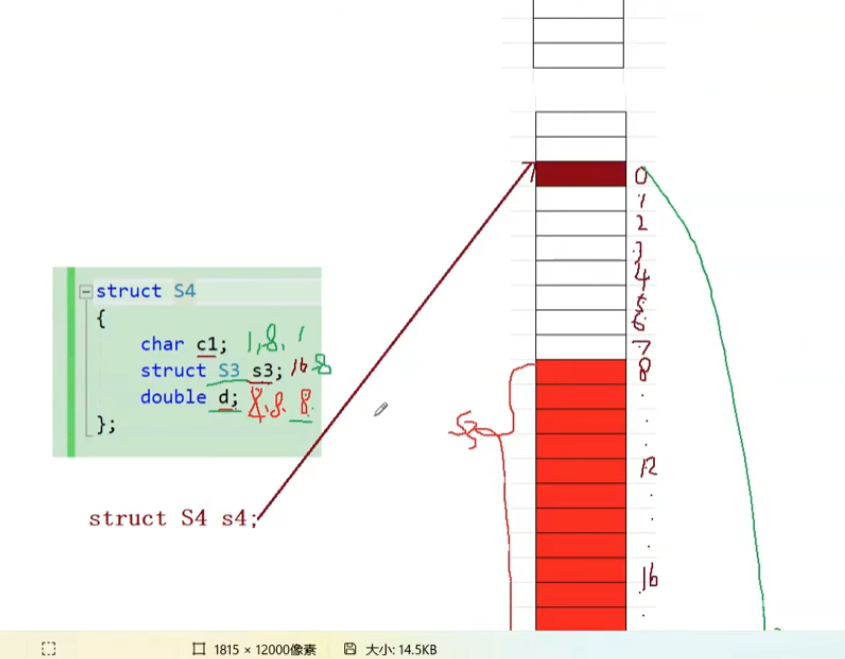 0
1
2
3
4
5
6
7
8
12
16
struct S4
{
char c1; 1,8,1
struct S3 s3; 16 8
double d; 8,8 8
};
S3
struct S4 s4;
1815 × 12000像素 大小: 14.5KB